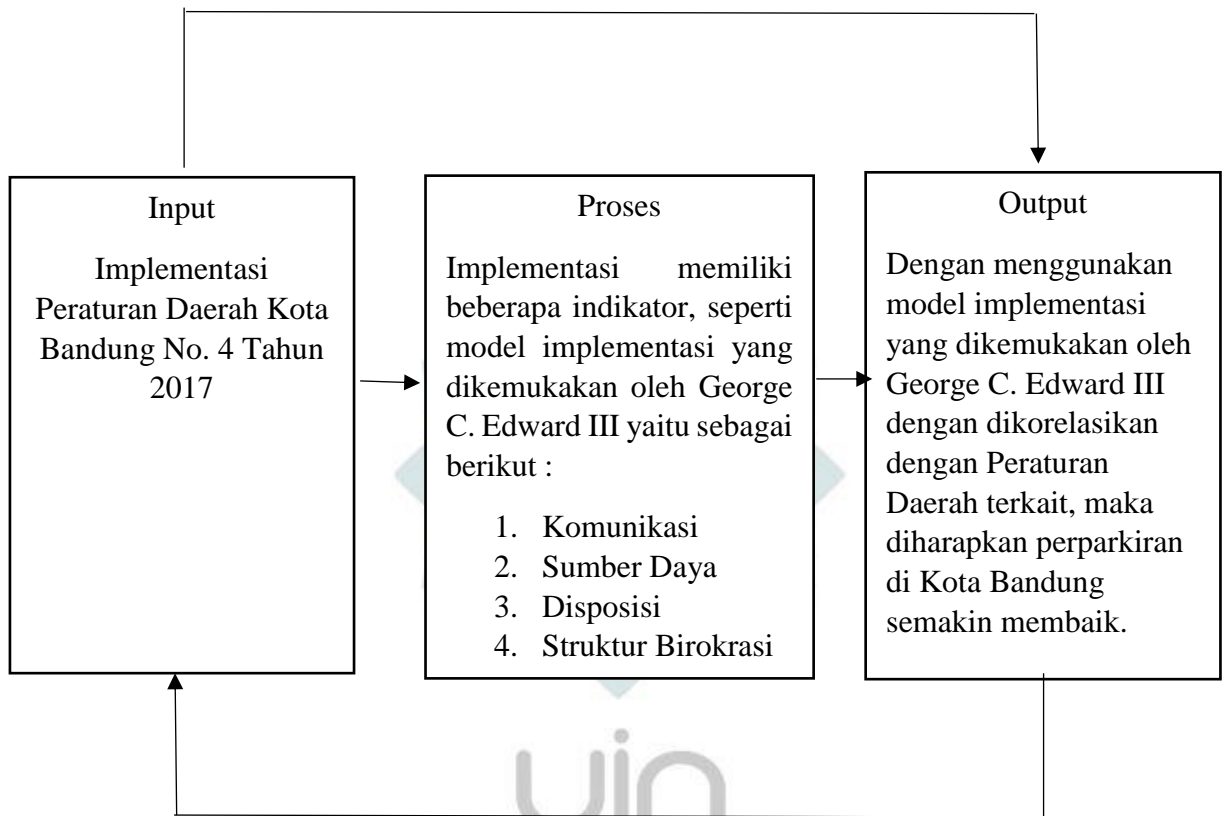 Input
Implementasi
Peraturan Daerah Kota
Bandung No. 4 Tahun
2017
Proses
Implementasi memiliki
beberapa indikator, seperti
model implementasi yang
dikemukakan oleh George
C. Edward III yaitu sebagai
berikut :
1. Komunikasi
2. Sumber Daya
3. Disposisi
4. Struktur Birokrasi
Output
Dengan menggunakan
model implementasi
yang dikemukakan oleh
George C. Edward III
dengan dikorelasikan
dengan Peraturan
Daerah terkait, maka
diharapkan perparkiran
di Kota Bandung
semakin membaik.
uin